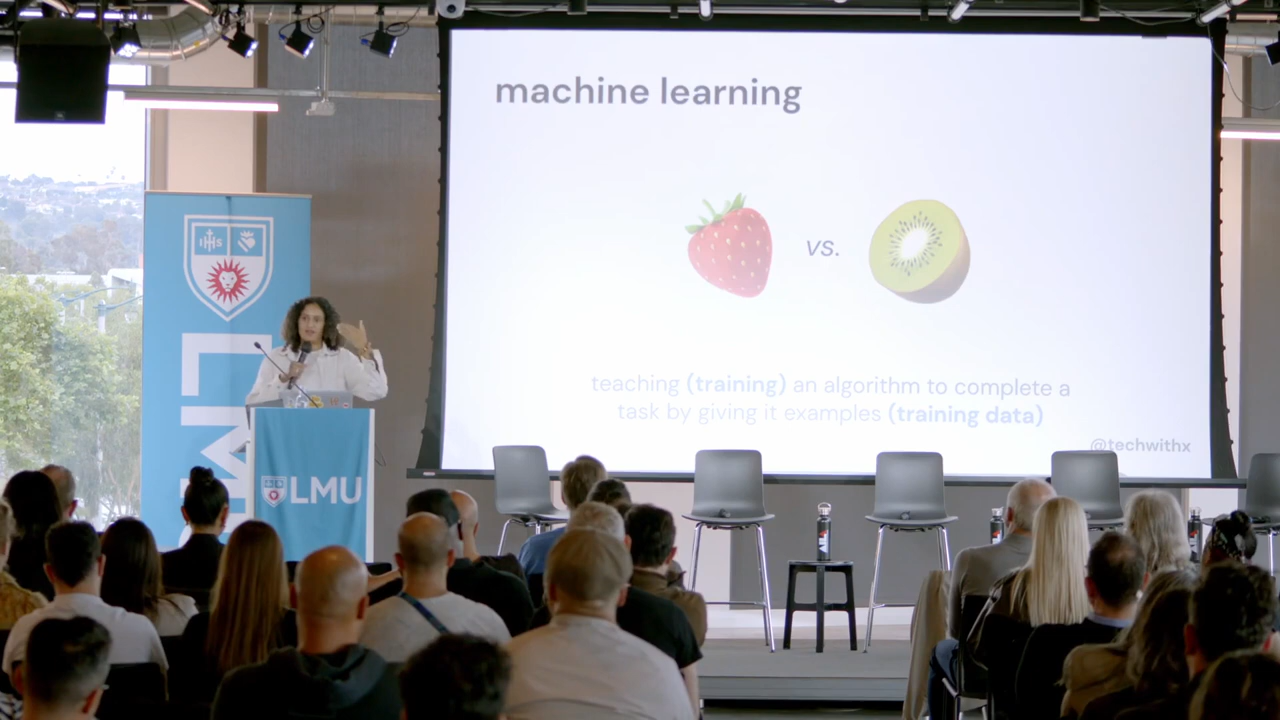 machine learning
vs.
teaching (training) an algorithm to complete a
task by giving it examples (training data)
@techwithx
IHS
LMU
LMU